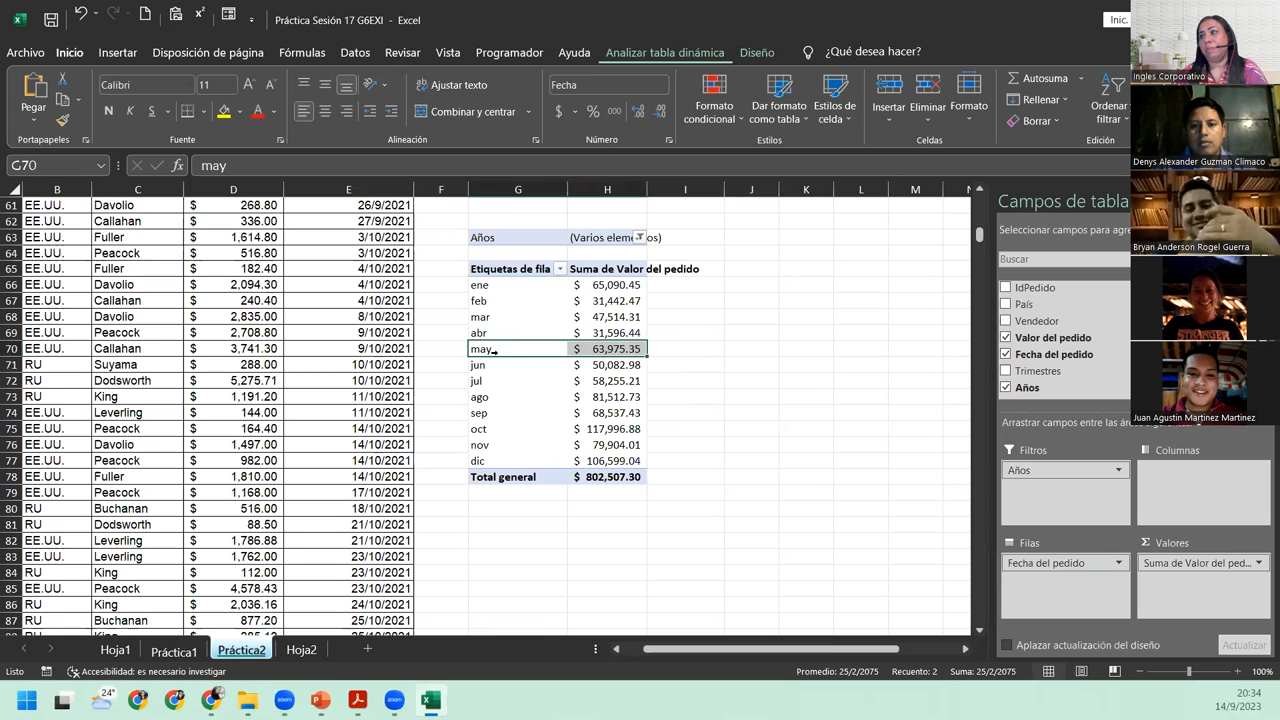 Práctica Sesión 17 G6EXI - Excel
Inic.
Archivo Inicio Insertar Disposición de página Fórmulas Datos Revisar Programador Ayuda Analizar tabla dinámica Diseño ¿Qué desea hacer?
Pegar
Calibri 11
N K S
ab Ajustar texto
Combinar y centrar
Fecha
$ % 000
Formato condicional
Dar formato como tabla
Estilos de celda
Insertar Eliminar Formato
Autosuma
Rellenar
Borrar
Ordenar filtrar
Portapapeles Fuente Alineación Número Estilos Celdas Edición
G70 fx may
B C D E F G H I J K L M N
61 EE.UU. Davolio $ 268.80 26/9/2021
62 EE.UU. Callahan $ 336.00 27/9/2021
63 EE.UU. Fuller $ 1,614.80 3/10/2021 Años (Varios elementos)
64 EE.UU. Peacock $ 516.80 3/10/2021
65 EE.UU. Fuller $ 182.40 4/10/2021 Etiquetas de fila Suma de Valor del pedido
66 EE.UU. Davolio $ 2,094.30 4/10/2021 ene $ 65,090.45
67 EE.UU. Callahan $ 240.40 4/10/2021 feb $ 31,442.47
68 EE.UU. Davolio $ 2,835.00 8/10/2021 mar $ 47,514.31
69 EE.UU. Peacock $ 2,708.80 9/10/2021 abr $ 31,596.44
70 EE.UU. Callahan $ 3,741.30 9/10/2021 may $ 63,975.35
71 RU Suyama $ 288.00 10/10/2021 jun $ 50,082.98
72 RU Dodsworth $ 5,275.71 10/10/2021 jul $ 58,255.21
73 RU King $ 1,191.20 11/10/2021 ago $ 81,512.73
74 RU Leverling $ 144.00 11/10/2021 sep $ 68,537.43
75 RU Peacock $ 164.40 14/10/2021 oct $ 117,996.88
76 RU Davolio $ 1,497.00 14/10/2021 nov $ 79,904.01
77 EE.UU. Peacock $ 982.00 14/10/2021 dic $ 106,599.04
78 EE.UU. Fuller $ 1,810.00 14/10/2021 Total general $ 802,507.30
79 EE.UU. Peacock $ 1,168.00 17/10/2021
80 RU Buchanan $ 516.00 18/10/2021
81 RU Dodsworth $ 88.50 21/10/2021
82 EE.UU. Leverling $ 1,786.88 21/10/2021
83 EE.UU. Leverling $ 1,762.00 23/10/2021
84 RU King $ 112.00 23/10/2021
85 EE.UU. Peacock $ 4,578.43 23/10/2021
86 RU King $ 2,036.16 24/10/2021
87 RU Buchanan $ 877.20 25/10/2021
Campos de tabla
Seleccionar campos para agre
Buscar
IdPedido
País
Vendedor
Valor del pedido
Fecha del pedido
Trimestres
Años
Arrastrar campos entre las áreas
Filtros
Años
Columnas
Filas
Fecha del pedido
Valores
Suma de Valor del ped...
Aplazar actualización del diseño
Actualizar
Ingles Corporativo
Denys Alexander Guzman Climaco
Bryan Anderson Rogel Guerra
STRANGER
Juan Agustin Martinez Martinez
Hoja1 Práctica1 Práctica2 Hoja2
Listo Accesibilidad: es necesario investigar Promedio: 25/2/2075 Recuento: 2 Suma: 25/2/2075 100%
24°
zoom
zoom
20:34
14/9/2023